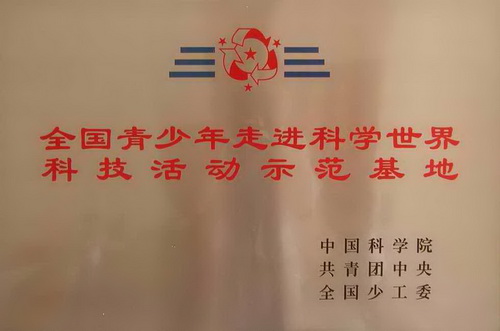 全国青少年走进科学世界
科技活动示范基地
中国科学院
共青团中央
全国少工委